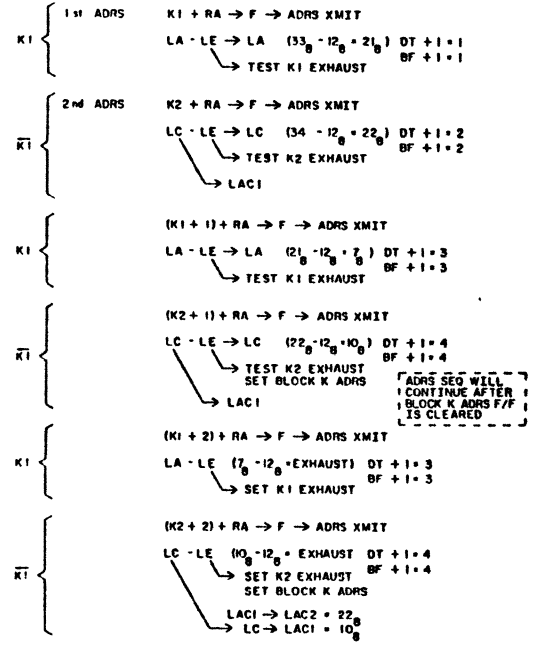 1st ADRS K1 + RA → F → ADRS XMIT
K1 { LA - LE → LA (33₈ - 12₈ = 21₈) DT + 1 = 1
BF + 1 = 1
→ TEST K1 EXHAUST
2nd ADRS K2 + RA → F → ADRS XMIT
K̅1̅ { LC - LE → LC (34 - 12₈ = 22₈) DT + 1 = 2
BF + 1 = 2
→ TEST K2 EXHAUST
→ LAC1
(K1 + 1) + RA → F → ADRS XMIT
K1 { LA - LE → LA (21₈ - 12₈ = 7₈) DT + 1 = 3
BF + 1 = 3
→ TEST K1 EXHAUST
(K2 + 1) + RA → F → ADRS XMIT
K̅1̅ { LC - LE → LC (22₈ - 12₈ = 10₈) DT + 1 = 4
BF + 1 = 4
→ TEST K2 EXHAUST
SET BLOCK K ADRS
→ LAC1
ADRS SEQ WILL
CONTINUE AFTER
BLOCK K ADRS F/F
IS CLEARED
(K1 + 2) + RA → F → ADRS XMIT
K1 { LA - LE (7₈ - 12₈ = EXHAUST) DT + 1 = 3
BF + 1 = 3
→ SET K1 EXHAUST
(K2 + 2) + RA → F → ADRS XMIT
K̅1̅ { LC - LE (10₈ - 12₈ = EXHAUST DT + 1 = 4
BF + 1 = 4
→ SET K2 EXHAUST
SET BLOCK K ADRS
LAC1 → LAC2 = 22₈
→ LC → LAC1 = 10₈